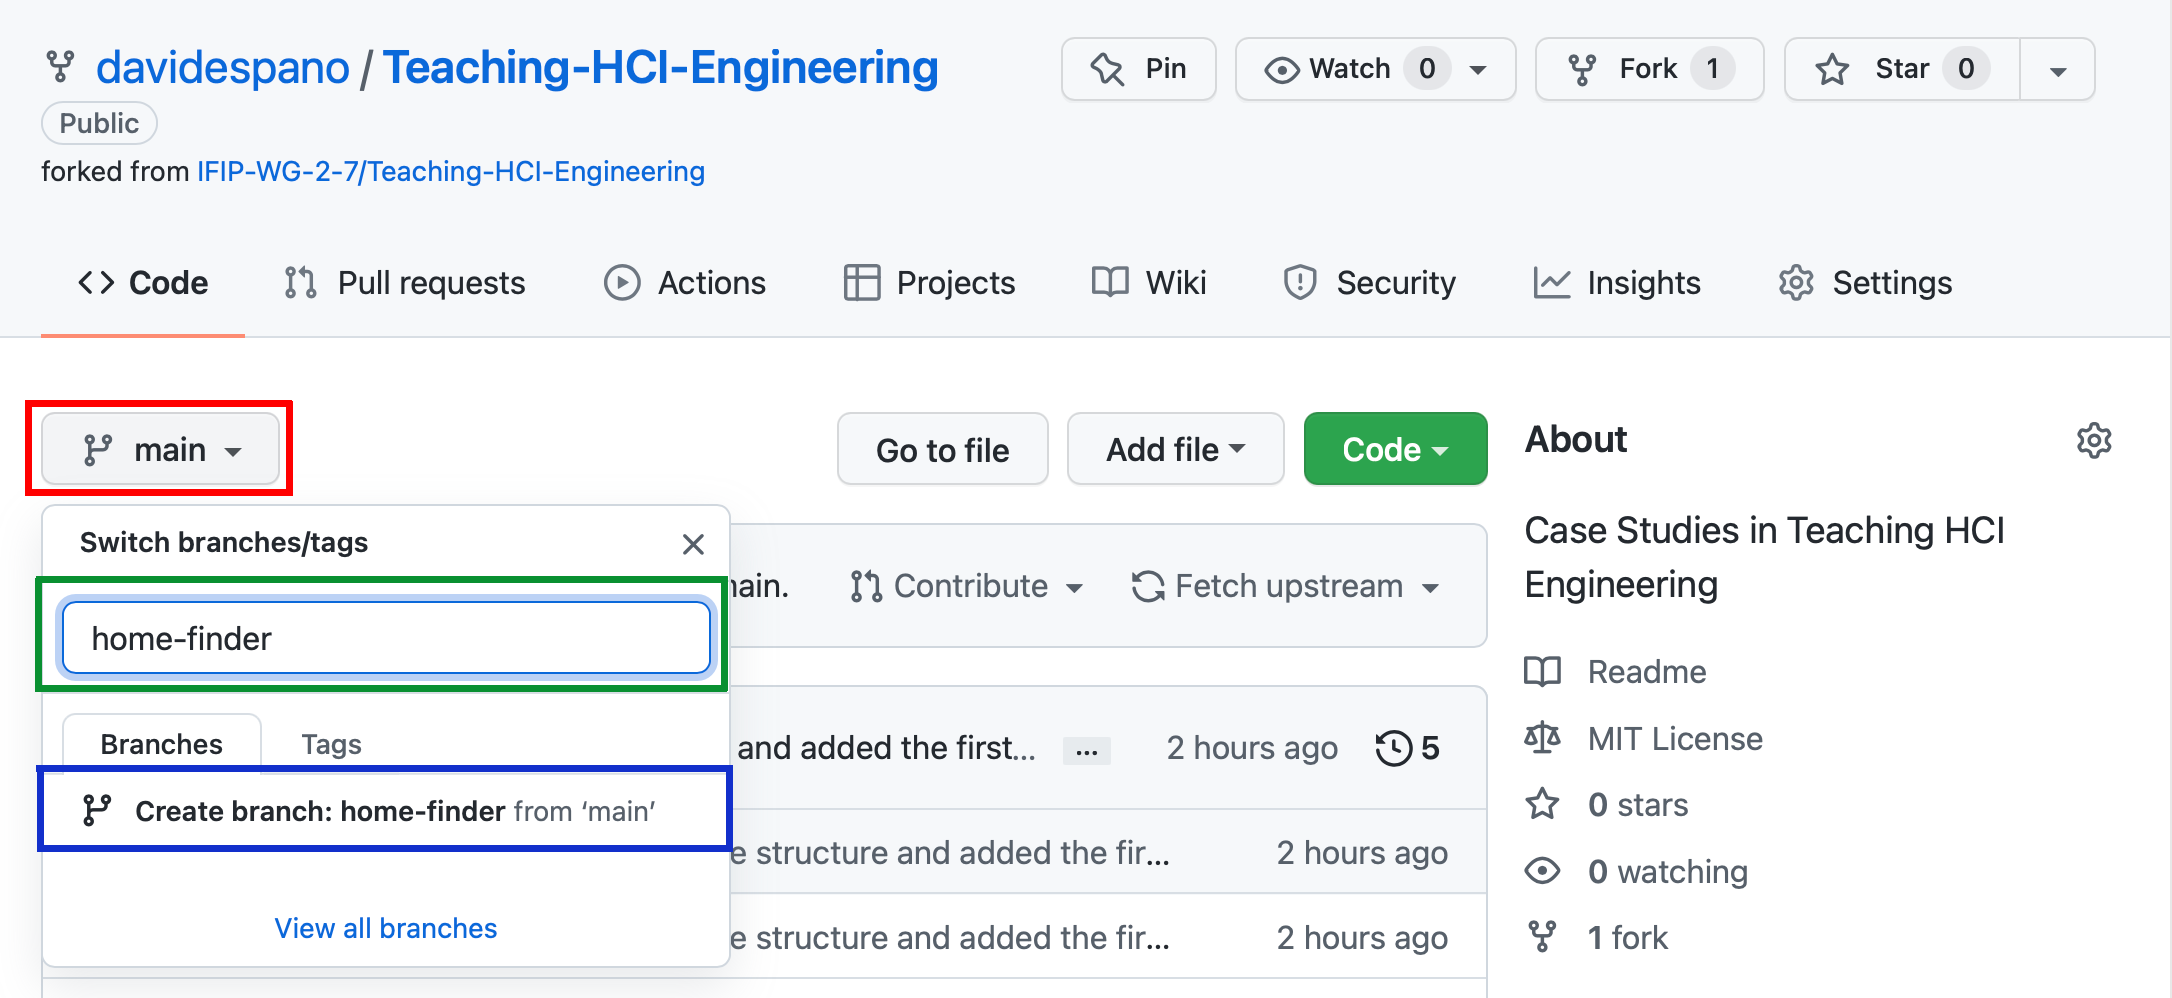 davidespano / Teaching-HCI-Engineering
Pin
Watch 0
Fork 1
Star 0
Public
forked from IFIP-WG-2-7/Teaching-HCI-Engineering
Code
Pull requests
Actions
Projects
Wiki
Security
Insights
Settings
main
Go to file
Add file
Code
About
Switch branches/tags
Case Studies in Teaching HCI
Engineering
ain.
Contribute
Fetch upstream
home-finder
Readme
Branches
Tags
and added the first...
...
2 hours ago
5
MIT License
Create branch: home-finder from ‘main’
0 stars
e structure and added the fir...
2 hours ago
0 watching
View all branches
e structure and added the fir...
2 hours ago
1 fork